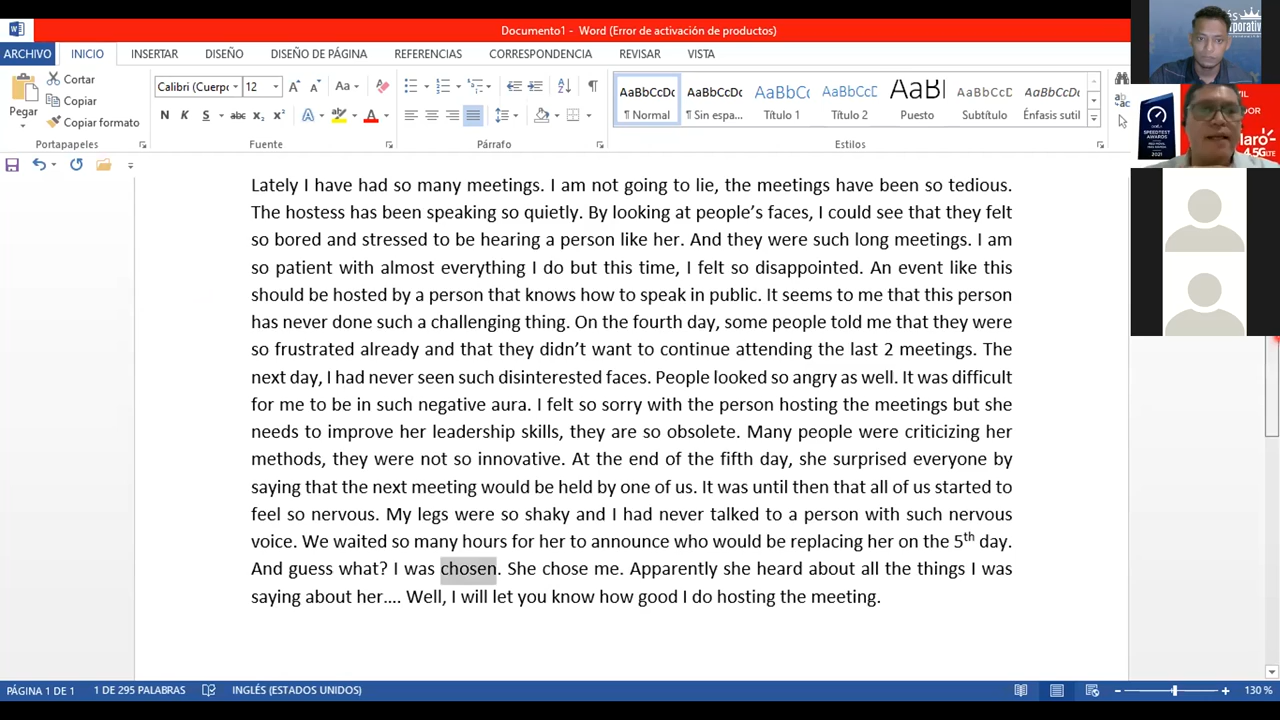 Documento1 - Word (Error de activación de productos)
ARCHIVO INICIO INSERTAR DISEÑO DISEÑO DE PÁGINA REFERENCIAS CORRESPONDENCIA REVISAR VISTA
Pegar
Cortar
Copiar
Copiar formato
Portapapeles
Calibri (Cuerp 12
N K S abc x₂ x² A A
Fuente
Párrafo
AaBbCcDc AaBbCcDc AaBbCc AaBbCcD AaBl AaBbCcD AaBbCcDc
¶ Normal ¶ Sin espa... Título 1 Título 2 Puesto Subtítulo Énfasis sutil
Estilos
SPEEDTEST
AWARDS
2021
laro
4.5G LTE
Lately I have had so many meetings. I am not going to lie, the meetings have been so tedious.
The hostess has been speaking so quietly. By looking at people’s faces, I could see that they felt
so bored and stressed to be hearing a person like her. And they were such long meetings. I am
so patient with almost everything I do but this time, I felt so disappointed. An event like this
should be hosted by a person that knows how to speak in public. It seems to me that this person
has never done such a challenging thing. On the fourth day, some people told me that they were
so frustrated already and that they didn’t want to continue attending the last 2 meetings. The
next day, I had never seen such disinterested faces. People looked so angry as well. It was difficult
for me to be in such negative aura. I felt so sorry with the person hosting the meetings but she
needs to improve her leadership skills, they are so obsolete. Many people were criticizing her
methods, they were not so innovative. At the end of the fifth day, she surprised everyone by
saying that the next meeting would be held by one of us. It was until then that all of us started to
feel so nervous. My legs were so shaky and I had never talked to a person with such nervous
voice. We waited so many hours for her to announce who would be replacing her on the 5th day.
And guess what? I was chosen. She chose me. Apparently she heard about all the things I was
saying about her.... Well, I will let you know how good I do hosting the meeting.
PÁGINA 1 DE 1 1 DE 295 PALABRAS INGLÉS (ESTADOS UNIDOS) 130 %